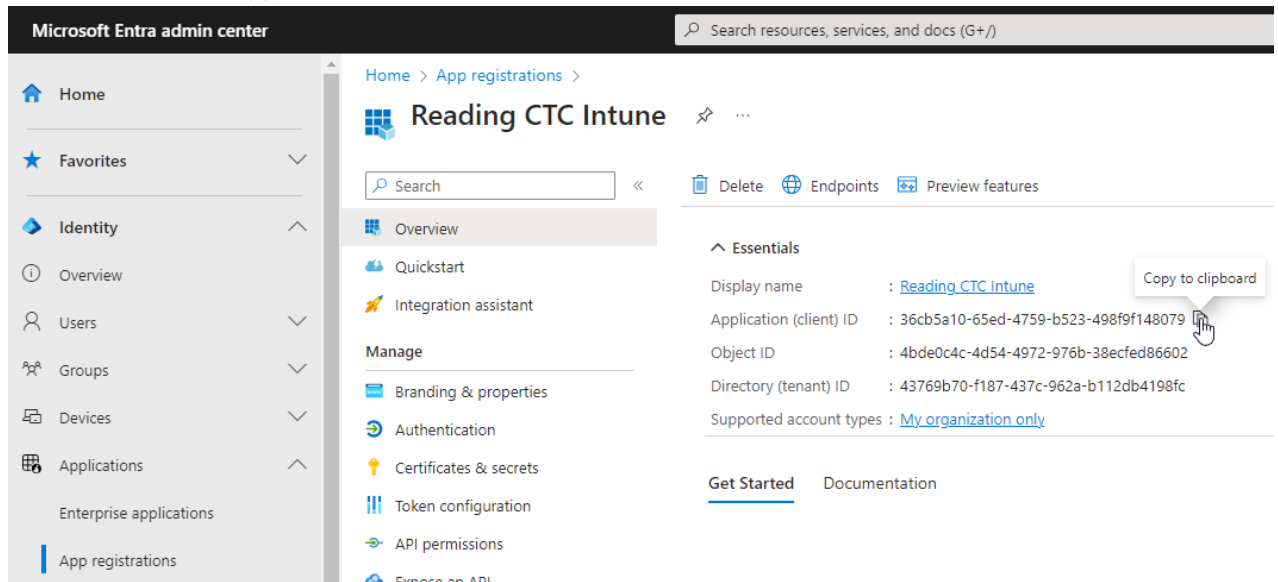 Microsoft Entra admin center
Search resources, services, and docs (G+/)
Home
Favorites
Identity
Overview
Users
Groups
Devices
Applications
Enterprise applications
App registrations
Home > App registrations >
Reading CTC Intune
Search
Overview
Quickstart
Integration assistant
Manage
Branding & properties
Authentication
Certificates & secrets
Token configuration
API permissions
Expose an API
Delete
Endpoints
Preview features
Essentials
Copy to clipboard
Display name : Reading CTC Intune
Application (client) ID : 36cb5a10-65ed-4759-b523-498f9f148079
Object ID : 4bde0c4c-4d54-4972-976b-38ecfed86602
Directory (tenant) ID : 43769b70-f187-437c-962a-b112db4198fc
Supported account types : My organization only
Get Started
Documentation